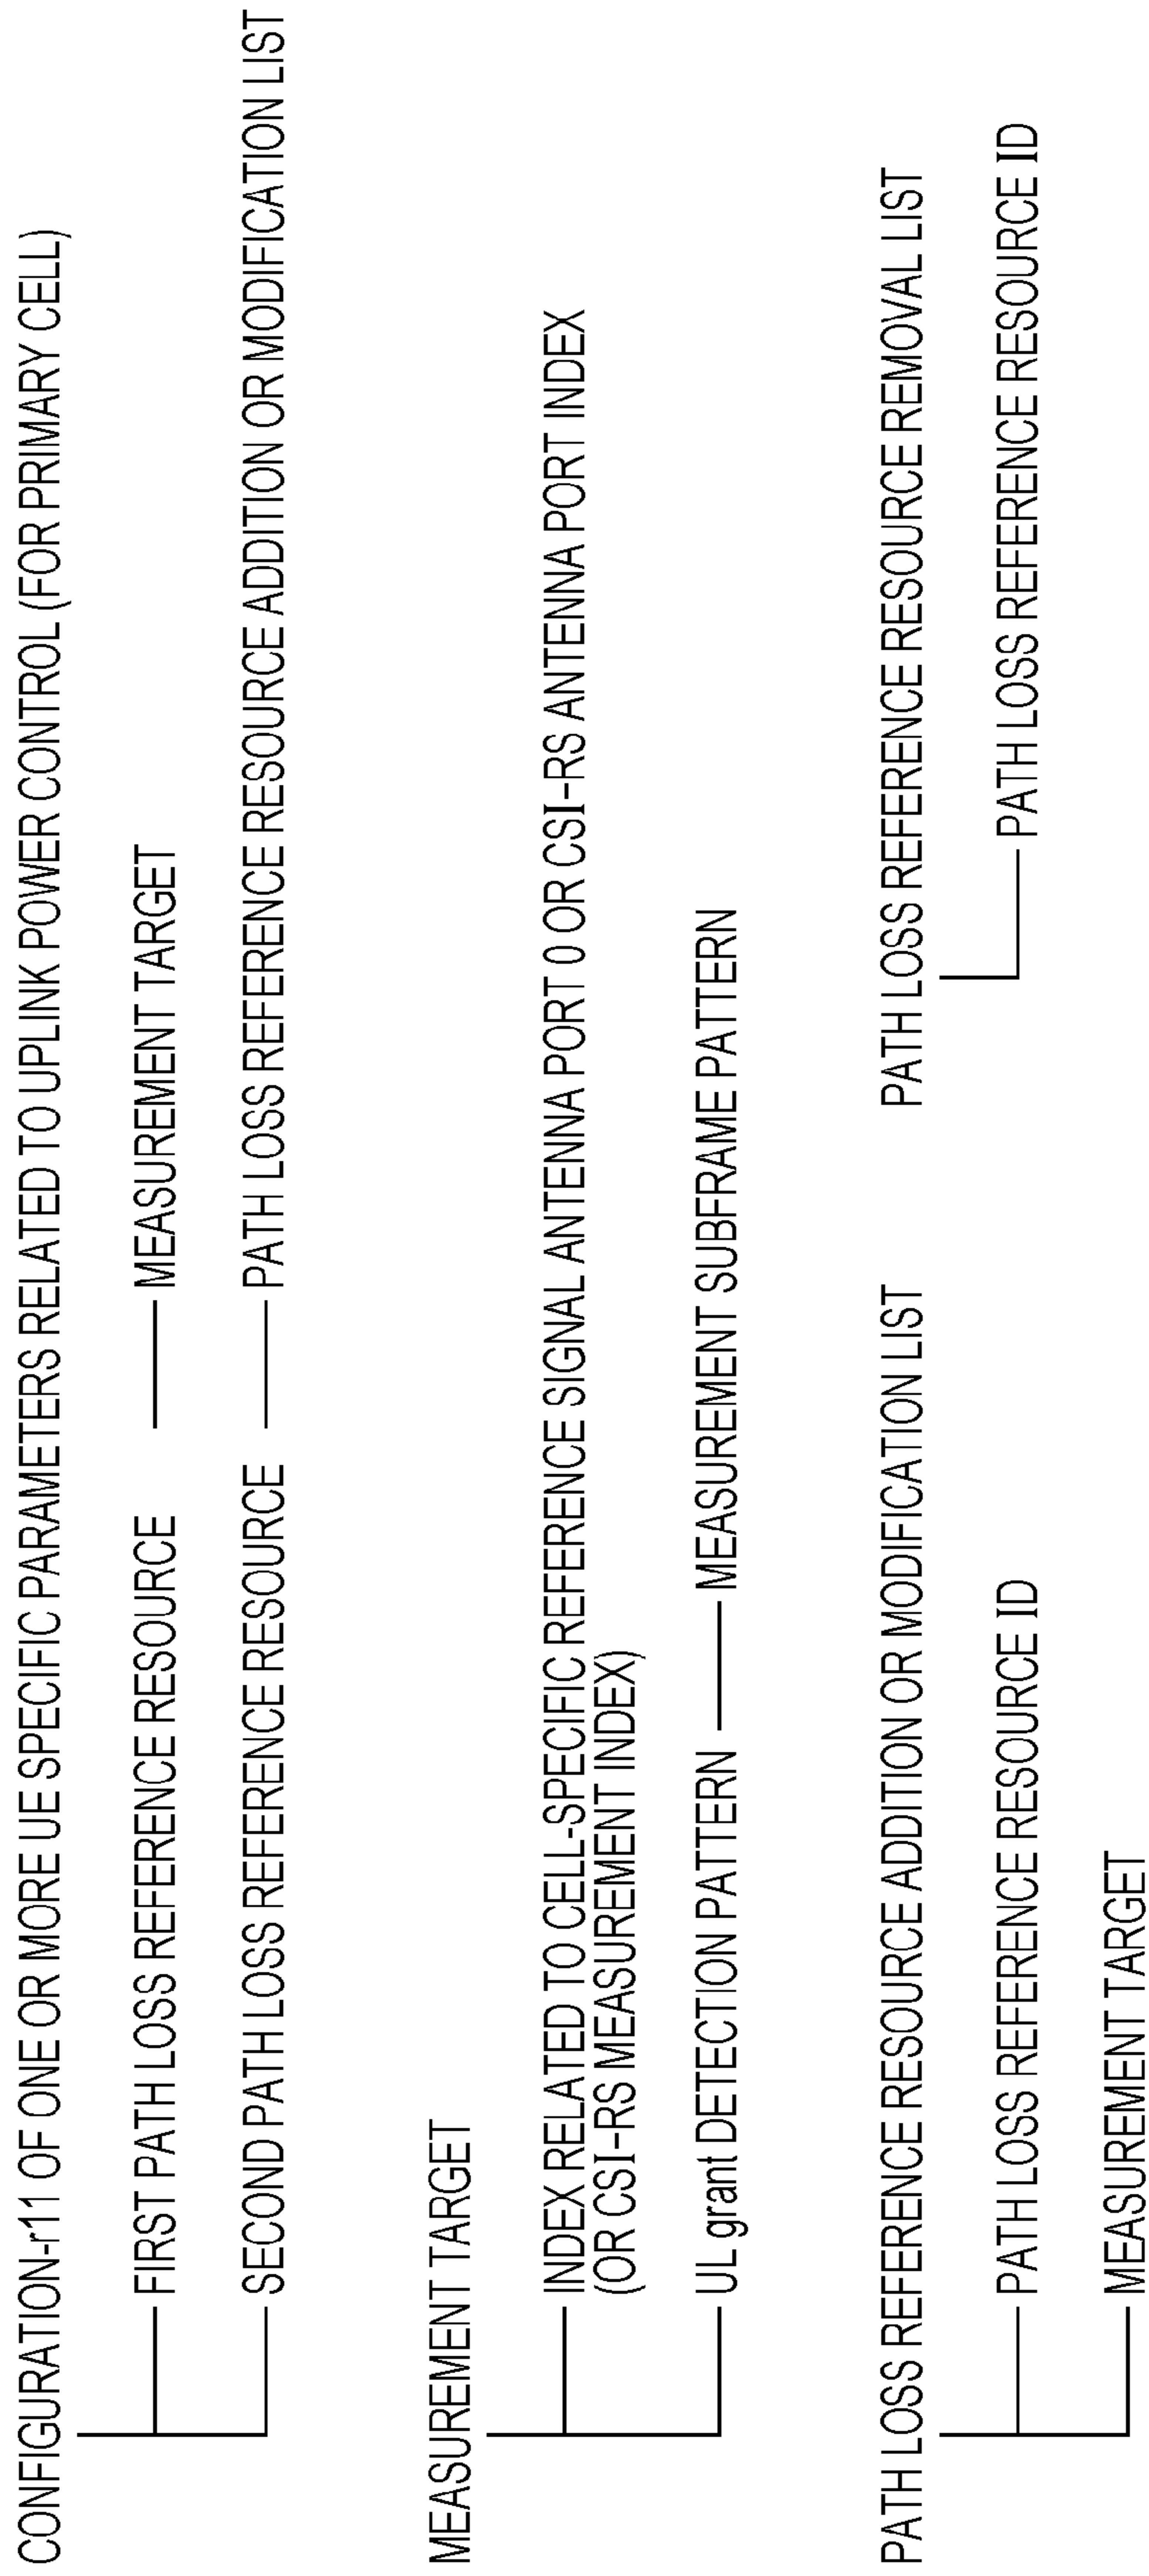 CONFIGURATION-r11 OF ONE OR MORE UE SPECIFIC PARAMETERS RELATED TO UPLINK POWER CONTROL (FOR PRIMARY CELL)
FIRST PATH LOSS REFERENCE RESOURCE — MEASUREMENT TARGET
SECOND PATH LOSS REFERENCE RESOURCE — PATH LOSS REFERENCE RESOURCE ADDITION OR MODIFICATION LIST
MEASUREMENT TARGET
INDEX RELATED TO CELL-SPECIFIC REFERENCE SIGNAL ANTENNA PORT 0 OR CSI-RS ANTENNA PORT INDEX
(OR CSI-RS MEASUREMENT INDEX)
UL grant DETECTION PATTERN — MEASUREMENT SUBFRAME PATTERN
PATH LOSS REFERENCE RESOURCE ADDITION OR MODIFICATION LIST
PATH LOSS REFERENCE RESOURCE ID
MEASUREMENT TARGET
PATH LOSS REFERENCE RESOURCE REMOVAL LIST
PATH LOSS REFERENCE RESOURCE ID